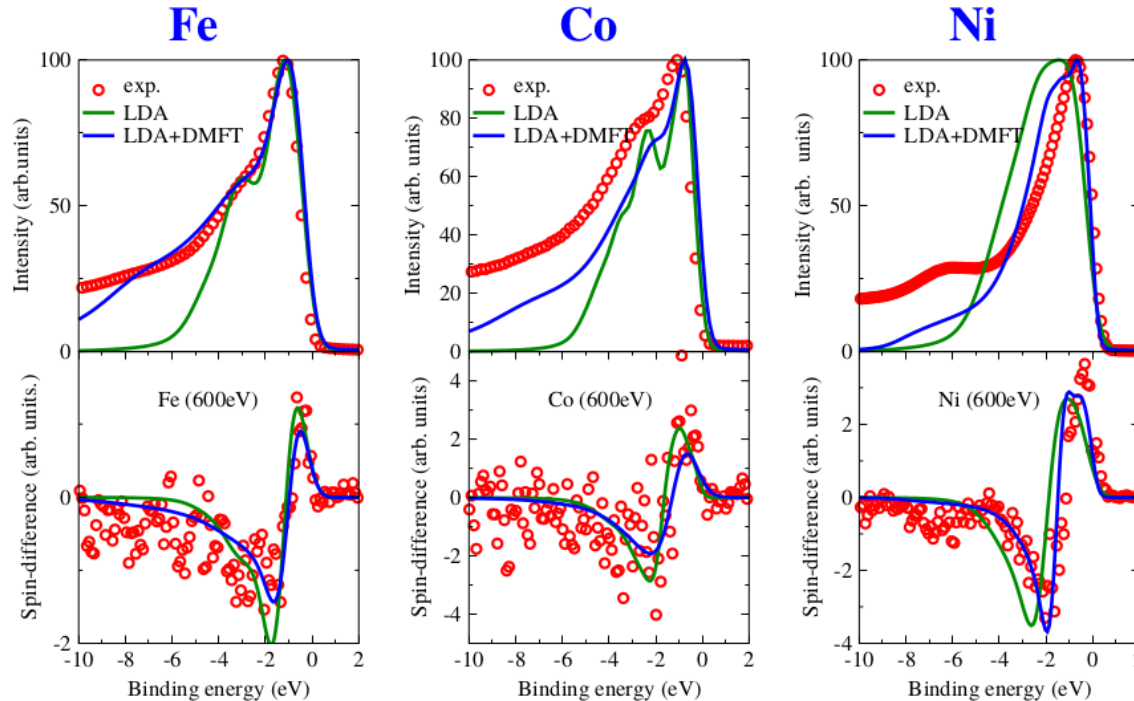 Fe
Co
Ni
100
50
0
Intensity (arb.units)
exp.
LDA
LDA+DMFT
100
80
60
40
20
0
Intensity (arb. units)
exp.
LDA
LDA+DMFT
100
50
0
Intensity (arb. units)
exp.
LDA
LDA+DMFT
0
-2
Spin-difference (arb. units.)
Fe (600eV)
-10
-8
-6
-4
-2
0
Binding energy (eV)
4
2
0
-2
-4
Spin-difference (arb. units)
Co (600eV)
-10
-8
-6
-4
-2
0
2
Binding energy (eV)
2
0
-2
-4
Spin-difference (arb. units)
Ni (600eV)
-10
-8
-6
-4
-2
0
2
Binding energy (eV)